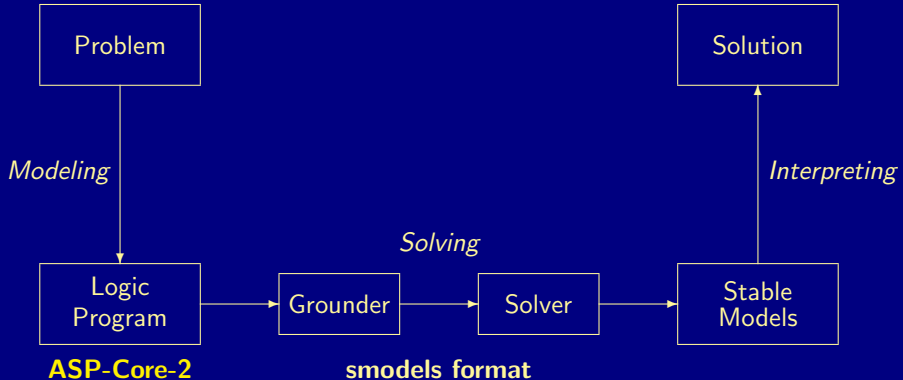 Problem
Solution
Modeling
Interpreting
Solving
Logic
Program
Grounder
Solver
Stable
Models
ASP-Core-2
smodels format